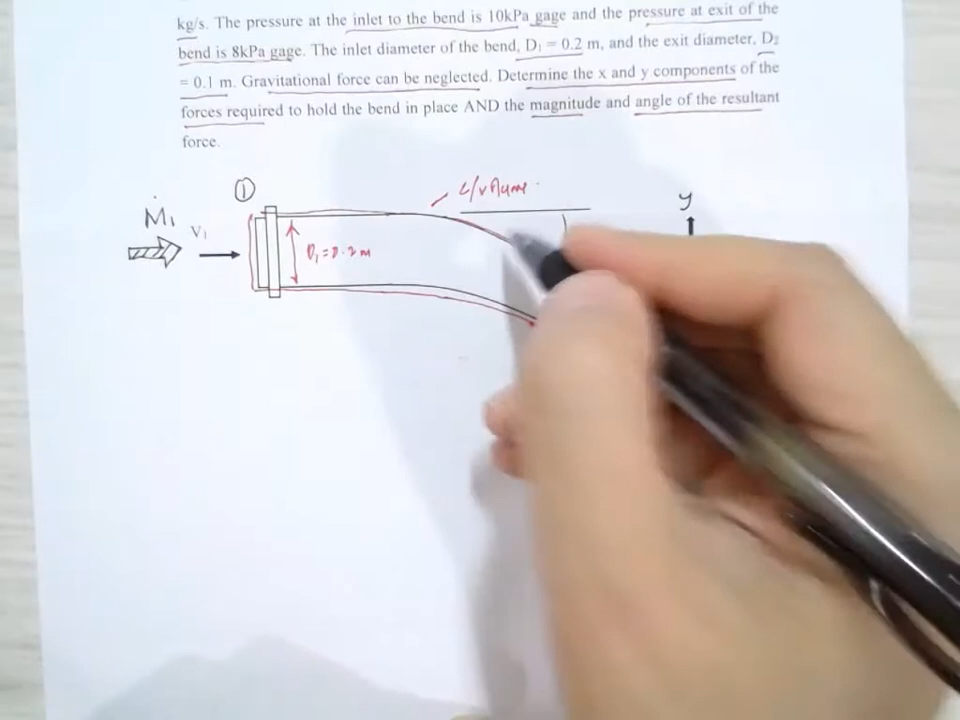 kg/s. The pressure at the inlet to the bend is 10kPa gage and the pressure at exit of the
bend is 8kPa gage. The inlet diameter of the bend, D₁ = 0.2 m, and the exit diameter, D₂
= 0.1 m. Gravitational force can be neglected. Determine the x and y components of the
forces required to hold the bend in place AND the magnitude and angle of the resultant
force.
① c/volume
Ṁ₁ V₁ y
D₁=0.2m